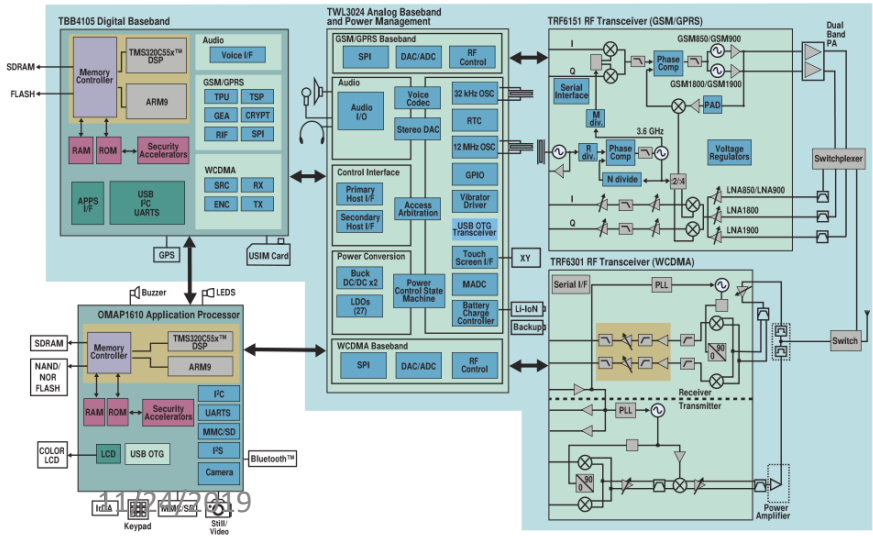 TBB4105 Digital Baseband
SDRAM
FLASH
Memory
Controller
TMS320C55x™
DSP
ARM9
RAM
ROM
Security
Accelerators
APPS
I/F
USB
I²C
UARTS
Audio
Voice I/F
GSM/GPRS
TPU
TSP
GEA
CRYPT
RIF
SPI
WCDMA
SRC
RX
ENC
TX
GPS
USIM Card
TWL3024 Analog Baseband
and Power Management
GSM/GPRS Baseband
SPI
DAC/ADC
RF
Control
Audio
Audio
I/O
Voice
Codec
Stereo DAC
32 kHz OSC
RTC
12 MHz OSC
GPIO
Control Interface
Primary
Host I/F
Secondary
Host I/F
Access
Arbitration
Vibrator
Driver
USB OTG
Transceiver
Touch
Screen I/F
XY
Power Conversion
Buck
DC/DC x2
LDOs
(27)
Power
Control State
Machine
MADC
Battery
Charge
Controller
Li-IoN
Backup
WCDMA Baseband
SPI
DAC/ADC
RF
Control
TRF6151 RF Transceiver (GSM/GPRS)
I
Q
Serial
Interface
Phase
Comp
GSM850/GSM900
GSM1800/GSM1900
PAD
M
div.
R
div.
Phase
Comp
3.6 GHz
N divide
2/4
Voltage
Regulators
I
Q
LNA850/LNA900
LNA1800
LNA1900
Dual
Band
PA
Switchplexer
Switch
TRF6301 RF Transceiver (WCDMA)
Serial I/F
PLL
90
0
Receiver
Transmitter
PLL
90
0
Power
Amplifier
Buzzer
LEDS
OMAP1610 Application Processor
SDRAM
NAND/
NOR
FLASH
Memory
Controller
TMS320C55x™
DSP
ARM9
RAM
ROM
Security
Accelerators
I²C
UARTS
MMC/SD
I²S
Camera
COLOR
LCD
LCD
USB OTG
Bluetooth™
11/24/2019
IrDA
Keypad
MMC/SD
Still/
Video